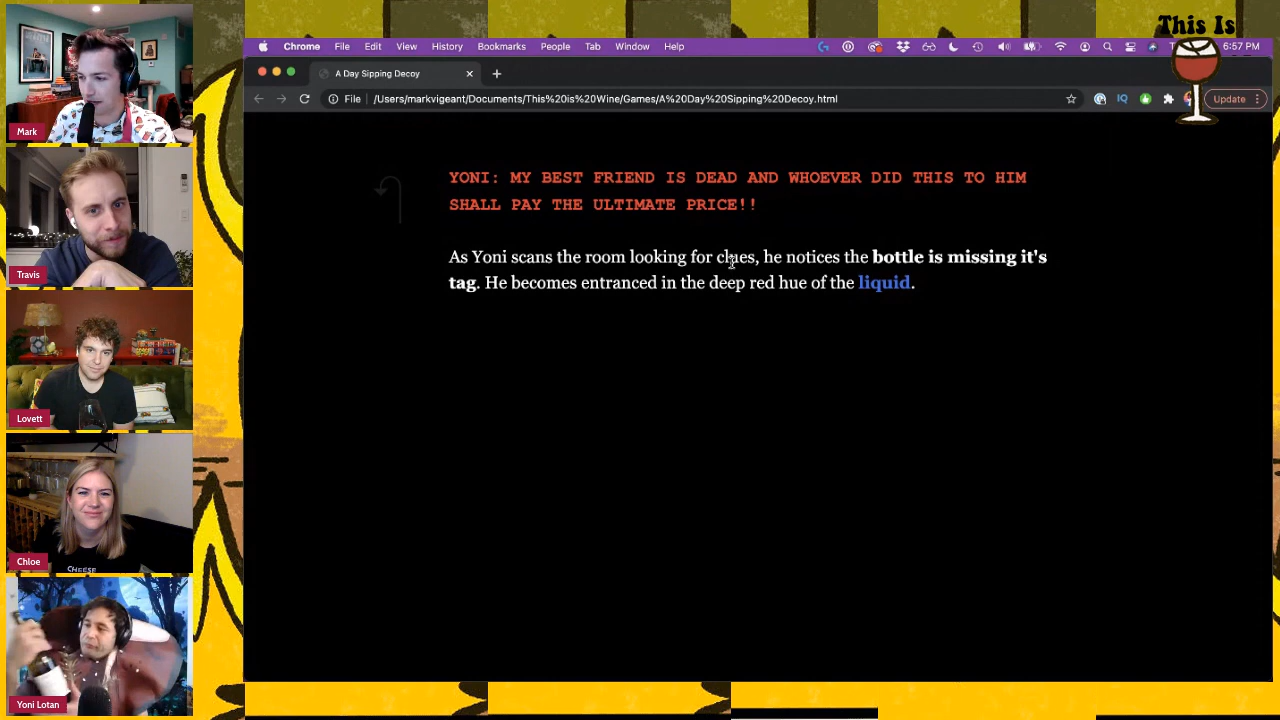 This Is
Chrome File Edit View History Bookmarks People Tab Window Help
6:57 PM
A Day Sipping Decoy
File /Users/markvigeant/Documents/This%20is%20Wine/Games/A%20Day%20Sipping%20Decoy.html
IQ
Update
YONI: MY BEST FRIEND IS DEAD AND WHOEVER DID THIS TO HIM
SHALL PAY THE ULTIMATE PRICE!!
As Yoni scans the room looking for clues, he notices the bottle is missing it's
tag. He becomes entranced in the deep red hue of the liquid.
Mark
Travis
Lovett
CHEESE
Chloe
Yoni Lotan